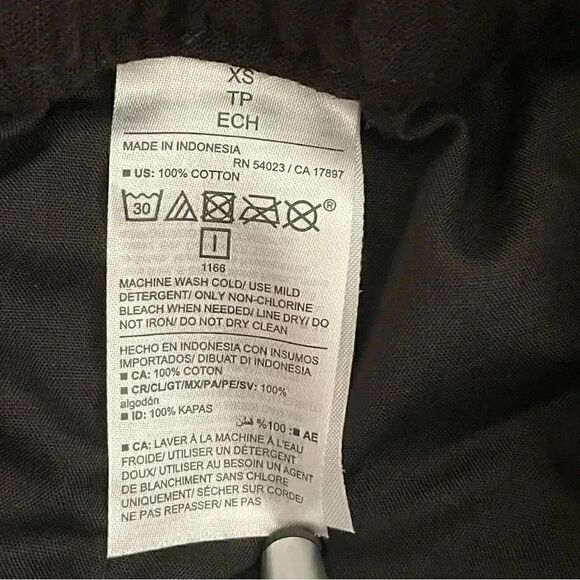 XS
TP
ECH
MADE IN INDONESIA
RN 54023 / CA 17897
■ US: 100% COTTON
30 ®
1166
MACHINE WASH COLD/ USE MILD
DETERGENT/ ONLY NON-CHLORINE
BLEACH WHEN NEEDED/ LINE DRY/ DO
NOT IRON/ DO NOT DRY CLEAN
HECHO EN INDONESIA CON INSUMOS
IMPORTADOS/ DIBUAT DI INDONESIA
■ CA: 100% COTON
■ CR/CL/GT/MX/PA/PE/SV: 100%
algodón
■ ID: 100% KAPAS
■ AE: 100% قطن
■ CA: LAVER À LA MACHINE À L'EAU
FROIDE/ UTILISER UN DÉTERGENT
DOUX/ UTILISER AU BESOIN UN AGENT
DE BLANCHIMENT SANS CHLORE
UNIQUEMENT/ SÉCHER SUR CORDE/
NE PAS REPASSER/ NE PAS